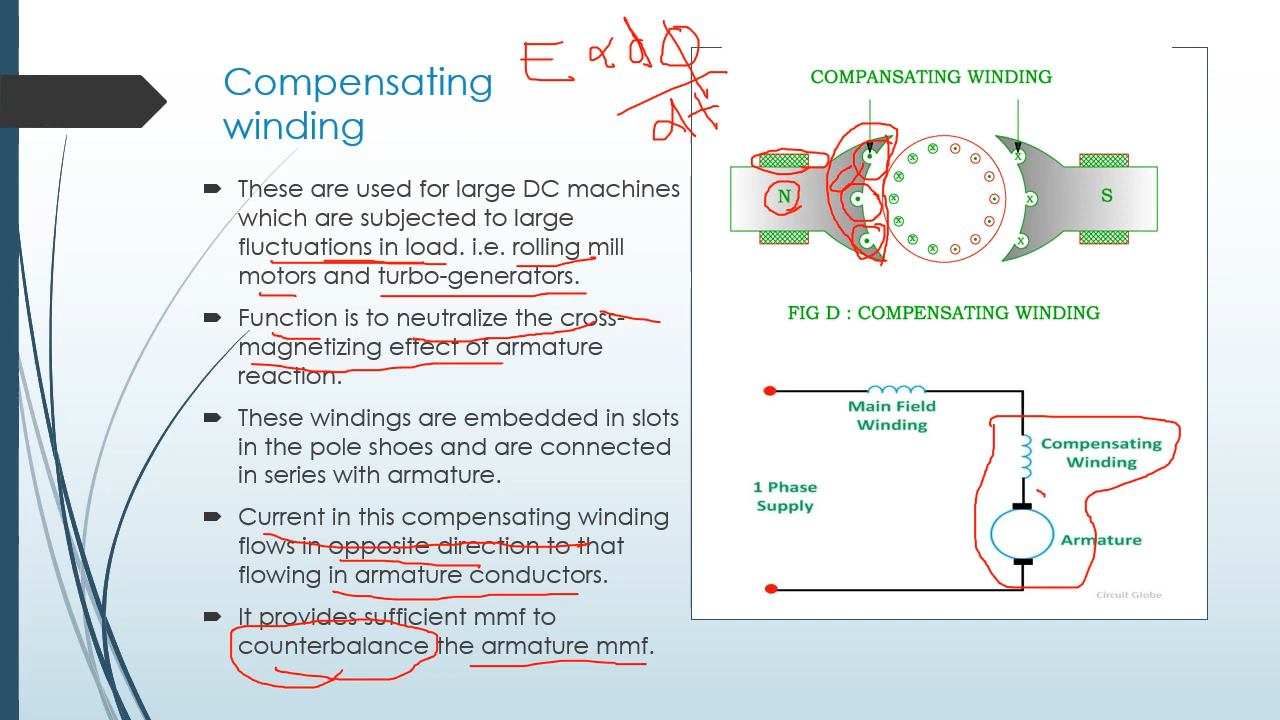 Compensating
winding
E ∝ dΦ/dt
These are used for large DC machines
which are subjected to large
fluctuations in load. i.e. rolling mill
motors and turbo-generators.
Function is to neutralize the cross-
magnetizing effect of armature
reaction.
These windings are embedded in slots
in the pole shoes and are connected
in series with armature.
Current in this compensating winding
flows in opposite direction to that
flowing in armature conductors.
It provides sufficient mmf to
counterbalance the armature mmf.
COMPANSATING WINDING
N
S
FIG D : COMPENSATING WINDING
Main Field
Winding
Compensating
Winding
1 Phase
Supply
Armature
Circuit Globe